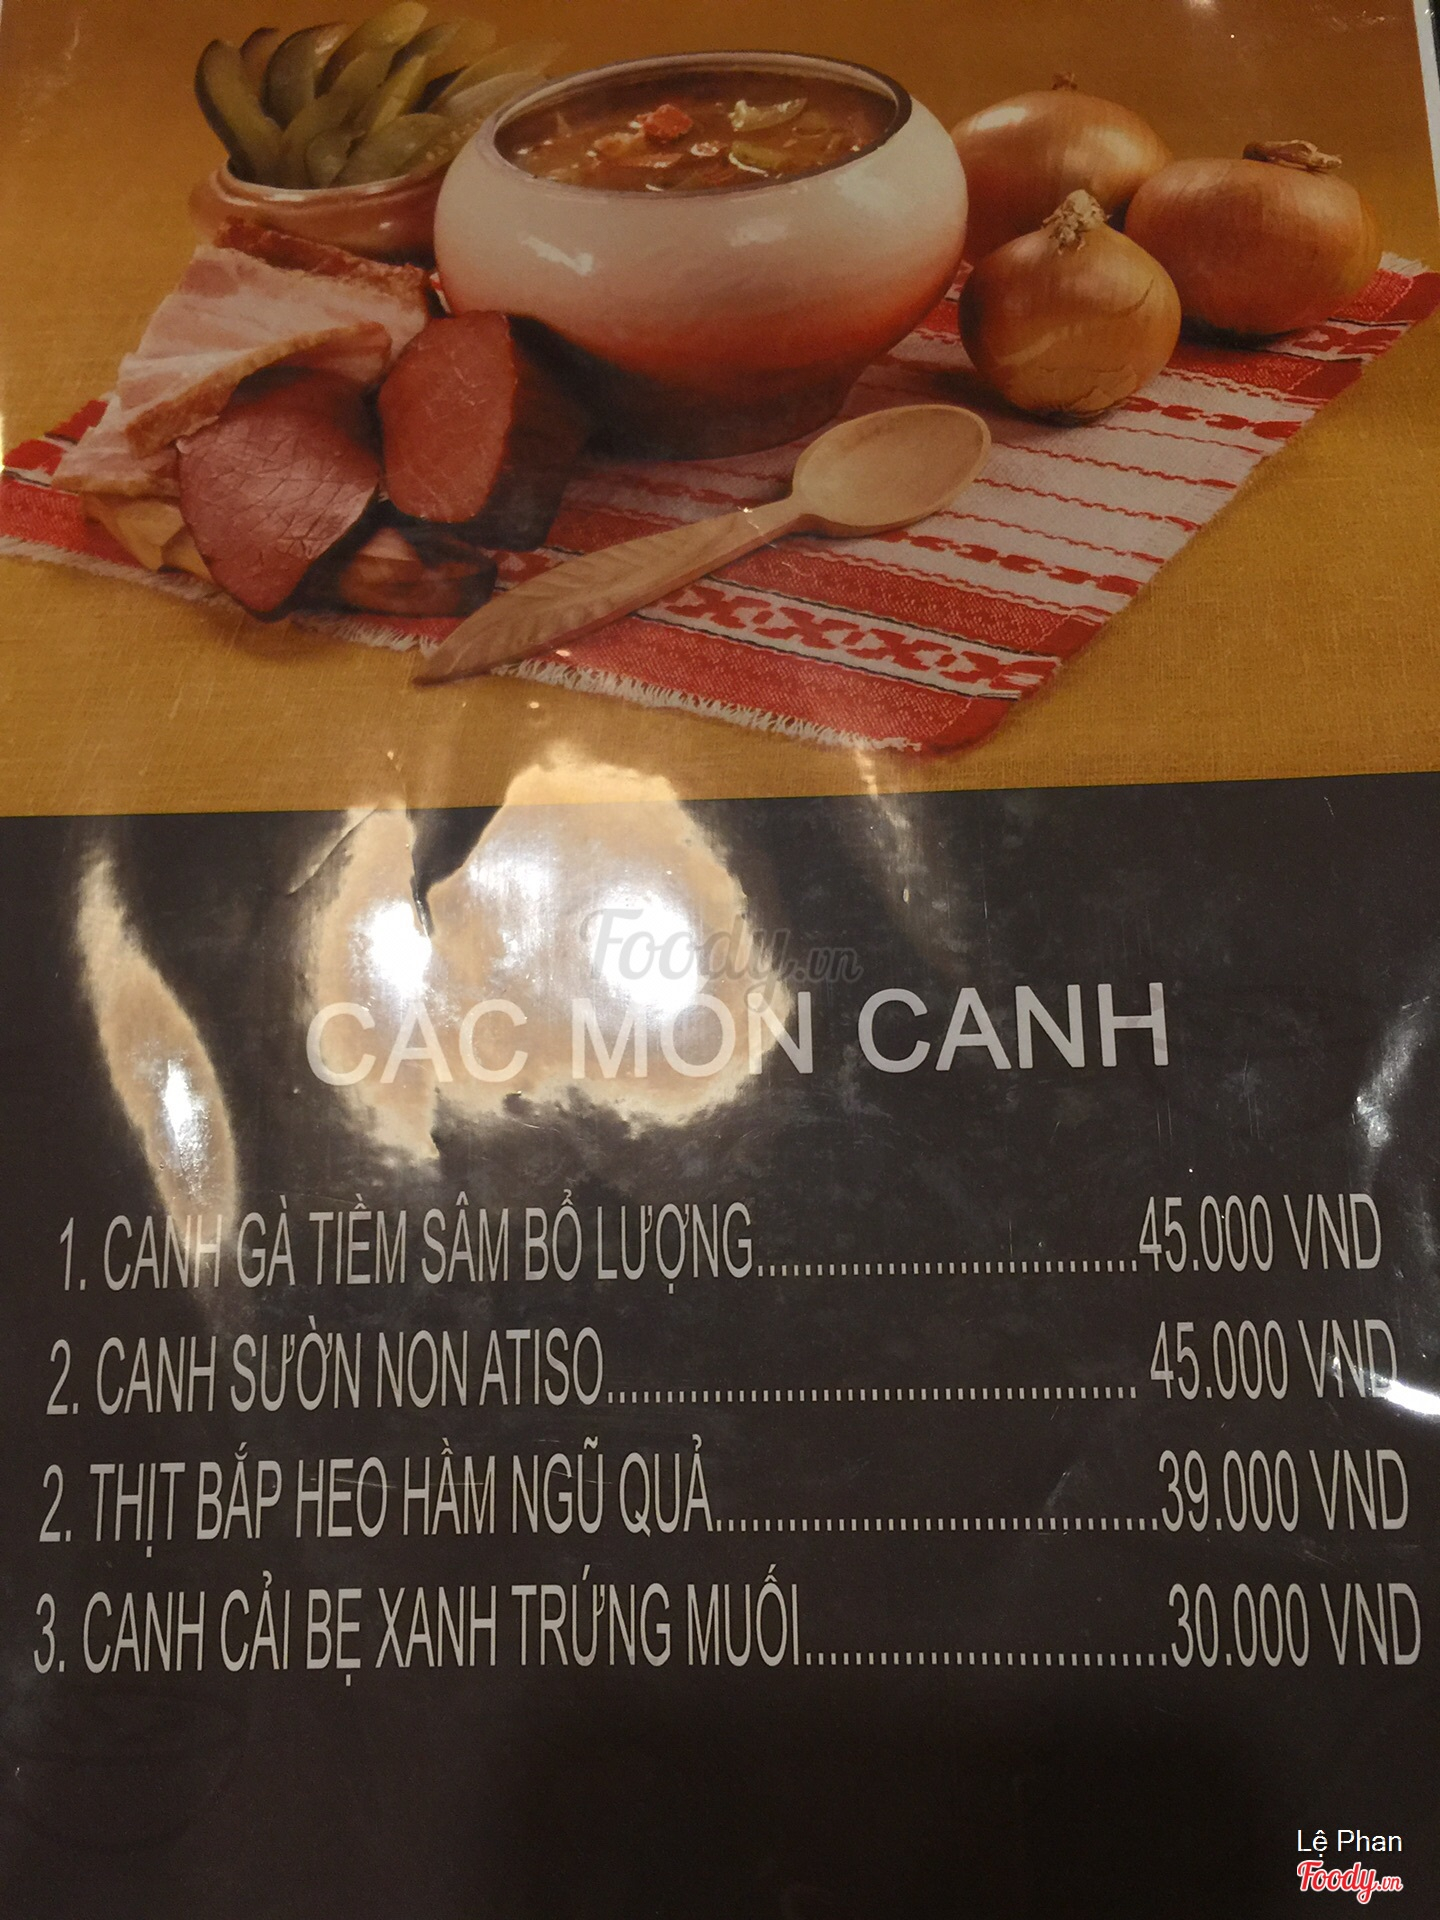 Foody.vn
CAC MON CANH
1. CANH GÀ TIỀM SÂM BỔ LƯỢNG................................45.000 VND
2. CANH SƯỜN NON ATISO............................................ 45.000 VND
2. THỊT BẮP HEO HẦM NGŨ QUẢ.....................................39.000 VND
3. CANH CẢI BẸ XANH TRỨNG MUỐI..............................30.000 VND
Lệ Phan
Foody.vn